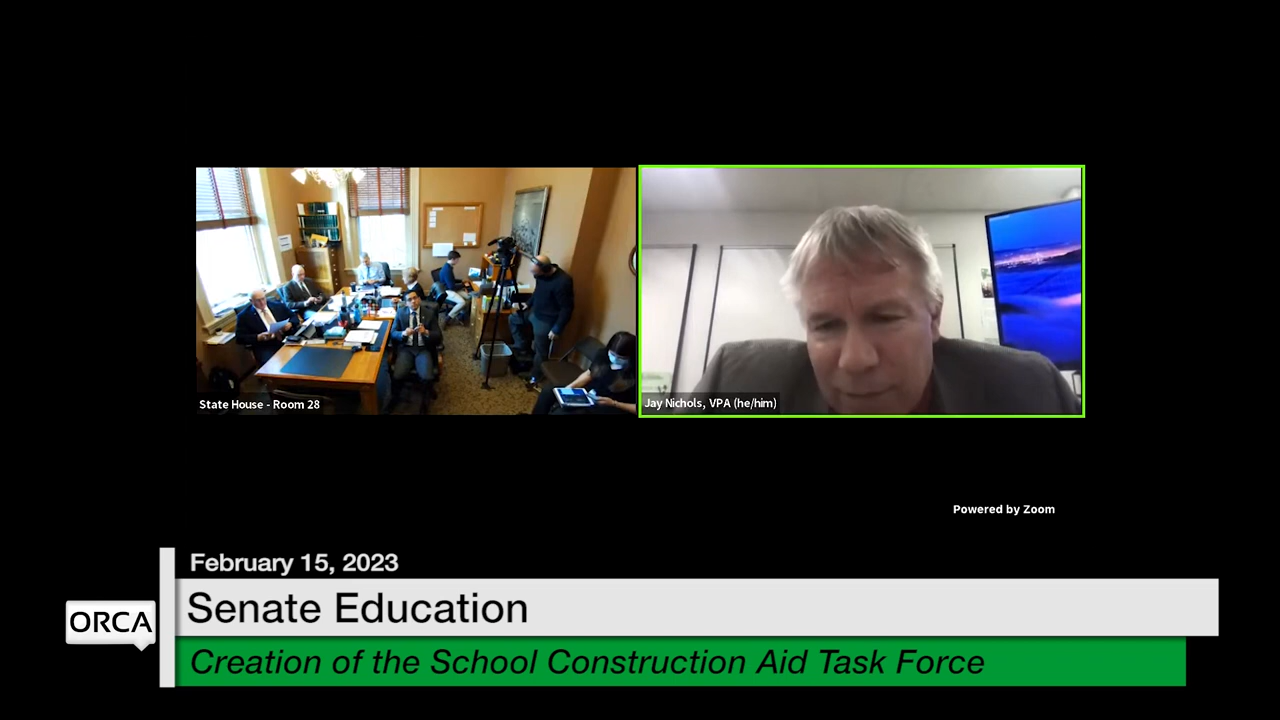 State House - Room 28
Jay Nichols, VPA (he/him)
Powered by Zoom
February 15, 2023
Senate Education
ORCA
Creation of the School Construction Aid Task Force